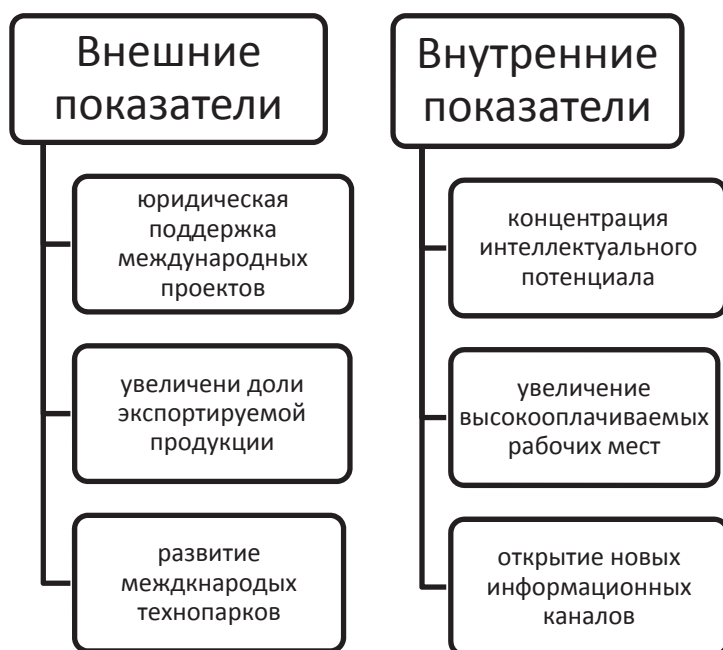 Внешние
показатели
юридическая
поддержка
международных
проектов
увеличени доли
экспортируемой
продукции
развитие
междкнародых
технопарков
Внутренние
показатели
концентрация
интеллектуального
потенциала
увеличение
высокооплачиваемых
рабочих мест
открытие новых
информационных
каналов